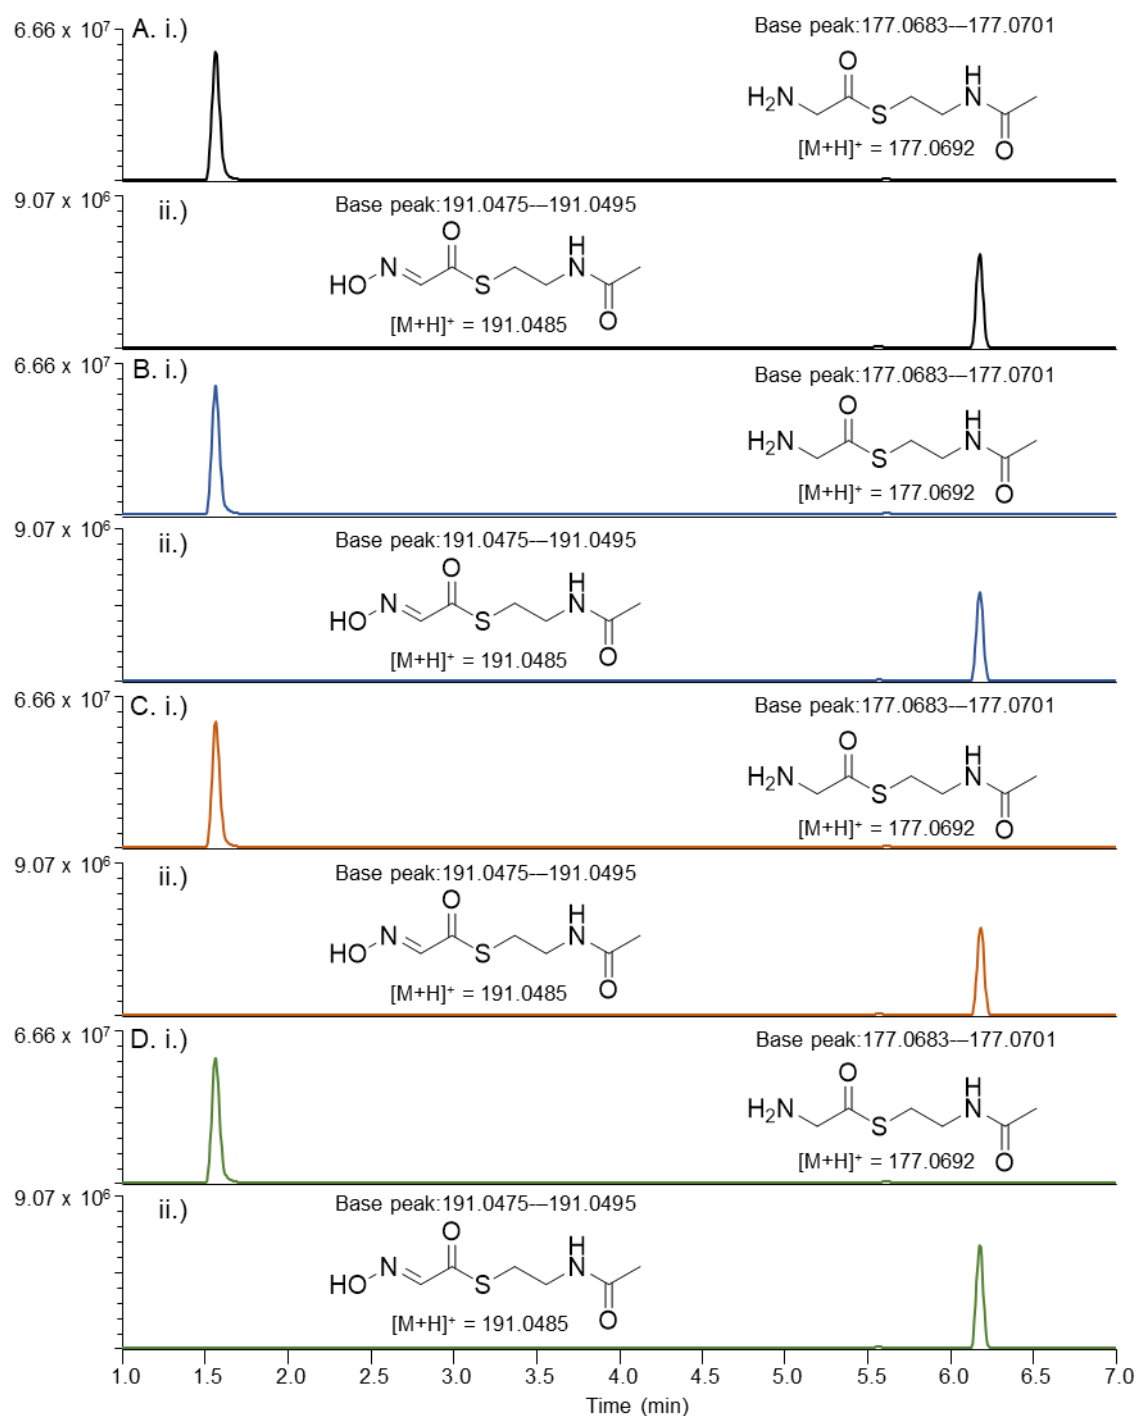 6.66 x 10⁷ A. i.) Base peak:177.0683-–177.0701
O
H
H₂N S N
[M+H]⁺ = 177.0692 O
9.07 x 10⁶ ii.) Base peak:191.0475-–191.0495
O
H
HO N S N
[M+H]⁺ = 191.0485 O
6.66 x 10⁷ B. i.) Base peak:177.0683-–177.0701
O
H
H₂N S N
[M+H]⁺ = 177.0692 O
9.07 x 10⁶ ii.) Base peak:191.0475-–191.0495
O
H
HO N S N
[M+H]⁺ = 191.0485 O
6.66 x 10⁷ C. i.) Base peak:177.0683-–177.0701
O
H
H₂N S N
[M+H]⁺ = 177.0692 O
9.07 x 10⁶ ii.) Base peak:191.0475-–191.0495
O
H
HO N S N
[M+H]⁺ = 191.0485 O
6.66 x 10⁷ D. i.) Base peak:177.0683-–177.0701
O
H
H₂N S N
[M+H]⁺ = 177.0692 O
9.07 x 10⁶ ii.) Base peak:191.0475-–191.0495
O
H
HO N S N
[M+H]⁺ = 191.0485 O
1.0 1.5 2.0 2.5 3.0 3.5 4.0 4.5 5.0 5.5 6.0 6.5 7.0
Time (min)